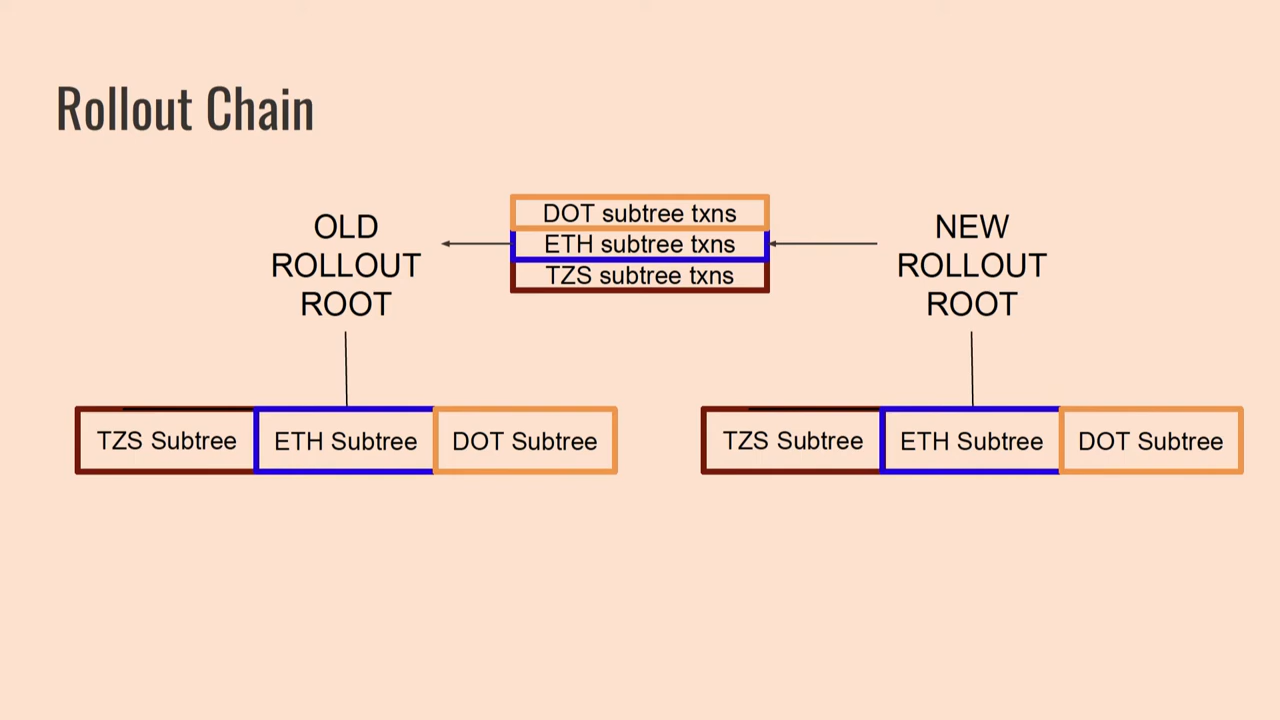 Rollout Chain
OLD
ROLLOUT
ROOT
DOT subtree txns
ETH subtree txns
TZS subtree txns
NEW
ROLLOUT
ROOT
TZS Subtree
ETH Subtree
DOT Subtree
TZS Subtree
ETH Subtree
DOT Subtree